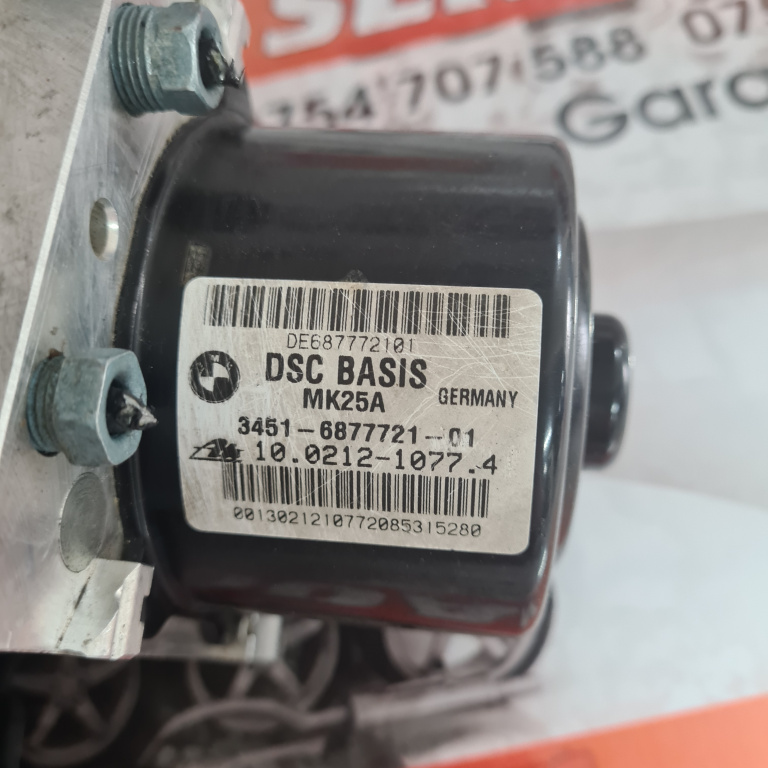 754 707 588 07
Gara
DE687772101
DSC BASIS
MK25A
GERMANY
3451-6877721-01
10.0212-1077.4
0013021210772085315280